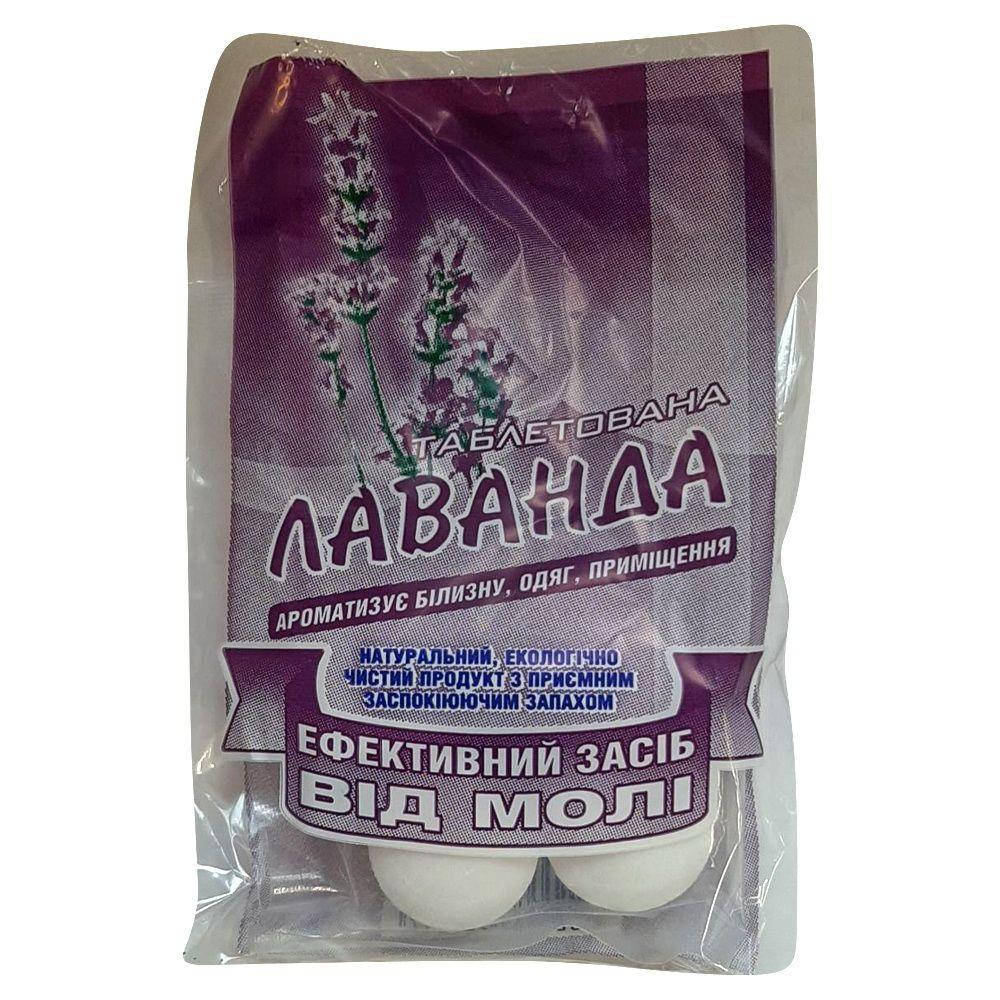 ТАБЛЕТОВАНА
ЛАВАНДА
АРОМАТИЗУЄ БІЛИЗНУ, ОДЯГ, ПРИМІЩЕННЯ
НАТУРАЛЬНИЙ, ЕКОЛОГІЧНО
ЧИСТИЙ ПРОДУКТ З ПРИЄМНИМ
ЗАСПОКІЮЮЧИМ ЗАПАХОМ
ЕФЕКТИВНИЙ ЗАСІБ
ВІД МОЛІ